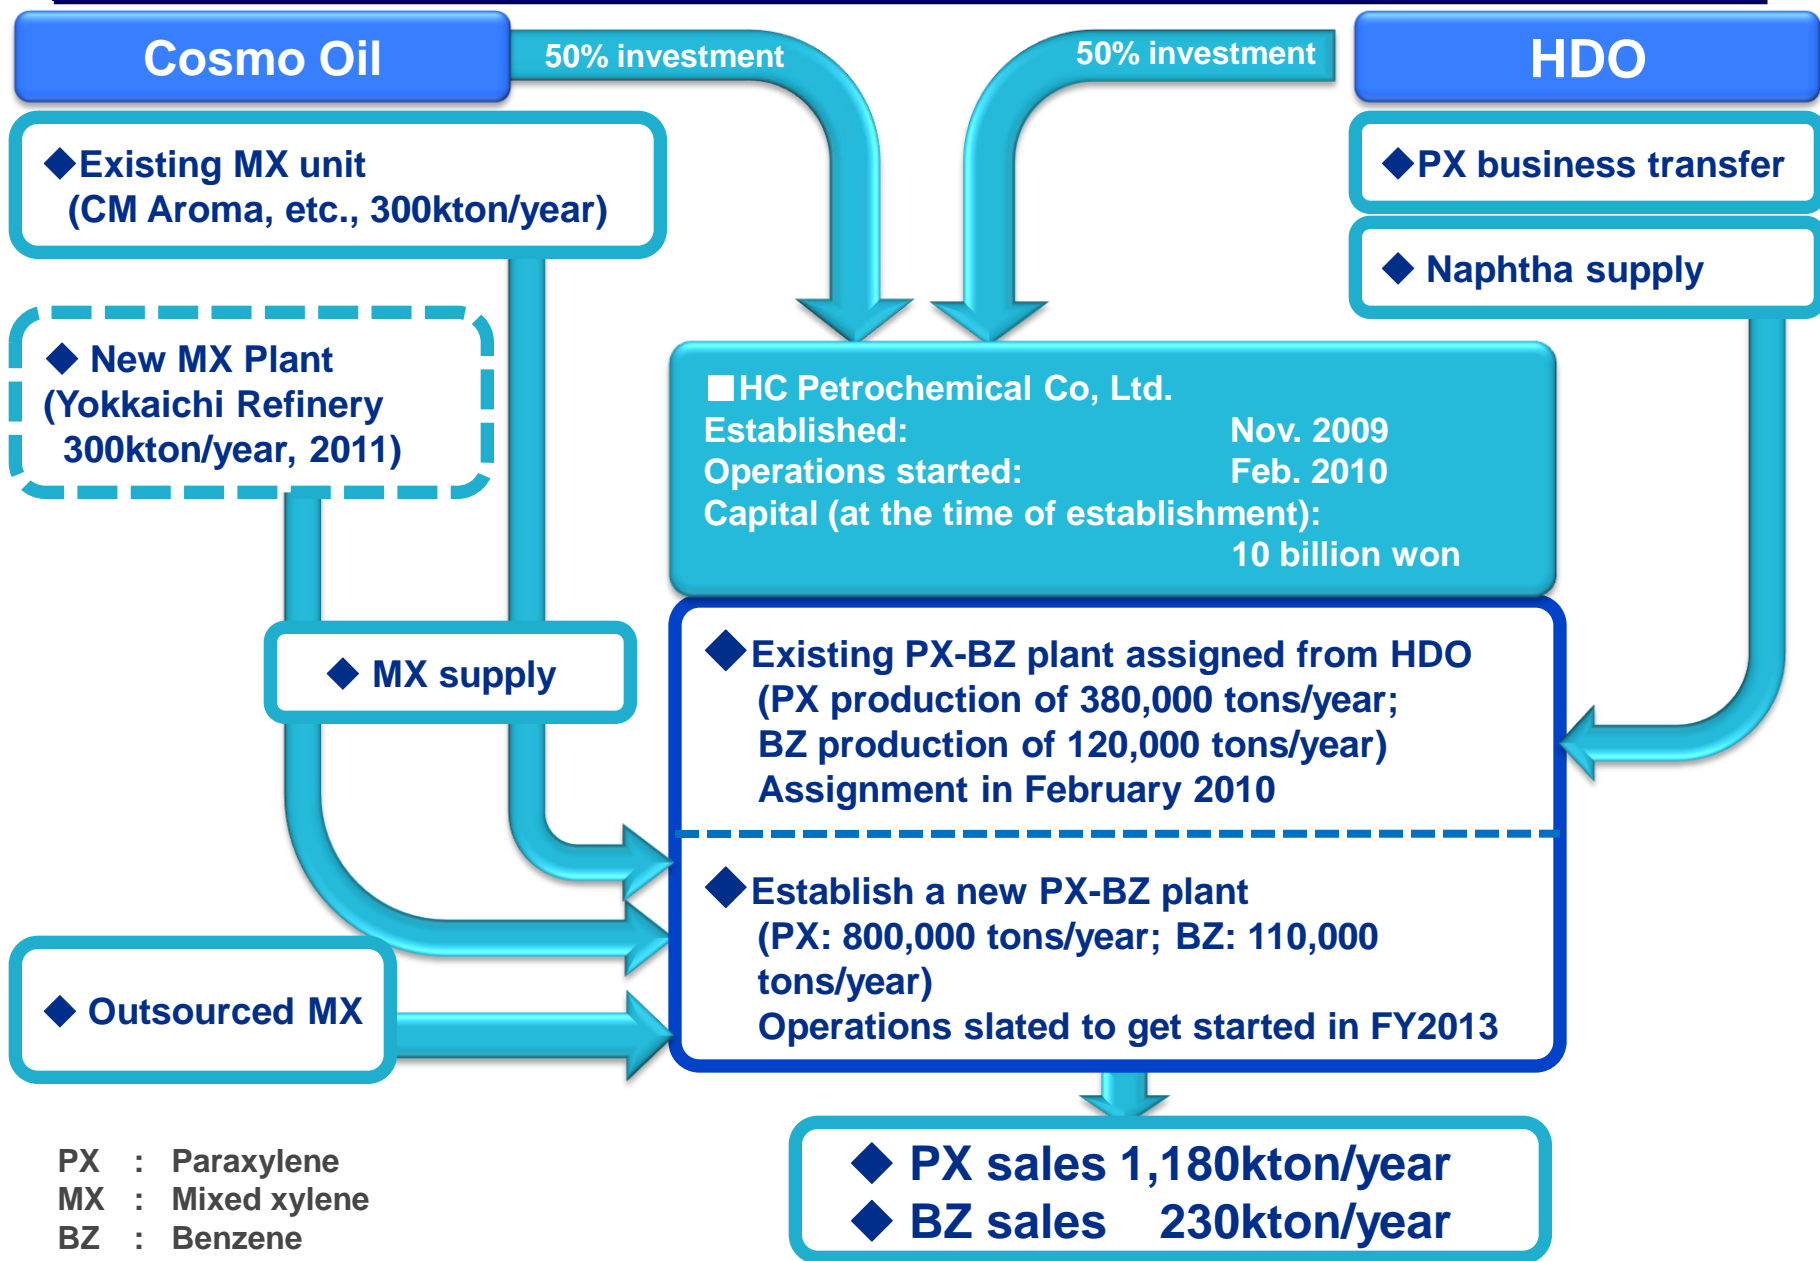 Cosmo Oil
50% investment
50% investment
HDO
◆Existing MX unit
(CM Aroma, etc., 300kton/year)
◆PX business transfer
◆ Naphtha supply
◆ New MX Plant
(Yokkaichi Refinery
300kton/year, 2011)
■HC Petrochemical Co, Ltd.
Established: Nov. 2009
Operations started: Feb. 2010
Capital (at the time of establishment):
10 billion won
◆ MX supply
◆Existing PX-BZ plant assigned from HDO
(PX production of 380,000 tons/year;
BZ production of 120,000 tons/year)
Assignment in February 2010
◆Establish a new PX-BZ plant
(PX: 800,000 tons/year; BZ: 110,000
tons/year)
Operations slated to get started in FY2013
◆ Outsourced MX
◆ PX sales 1,180kton/year
◆ BZ sales 230kton/year
PX : Paraxylene
MX : Mixed xylene
BZ : Benzene